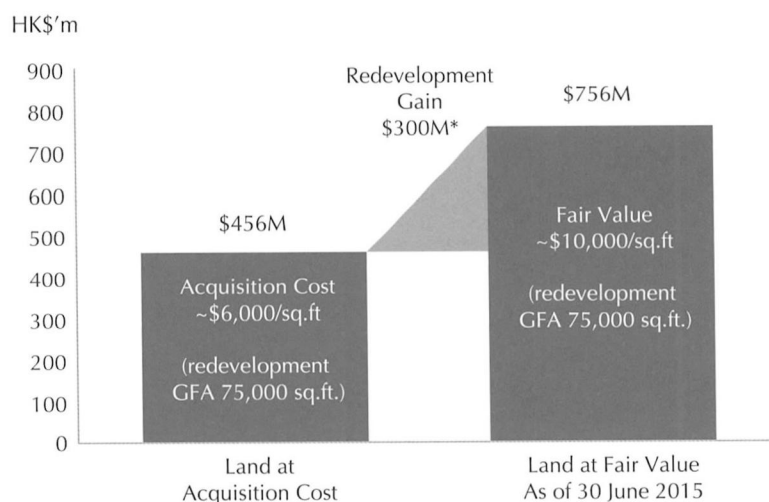 HK$'m
900
800
700
600
500
400
300
200
100
0
$456M
Acquisition Cost
~$6,000/sq.ft
(redevelopment
GFA 75,000 sq.ft.)
Redevelopment
Gain
$300M*
$756M
Fair Value
~$10,000/sq.ft
(redevelopment
GFA 75,000 sq.ft.)
Land at
Acquisition Cost
Land at Fair Value
As of 30 June 2015